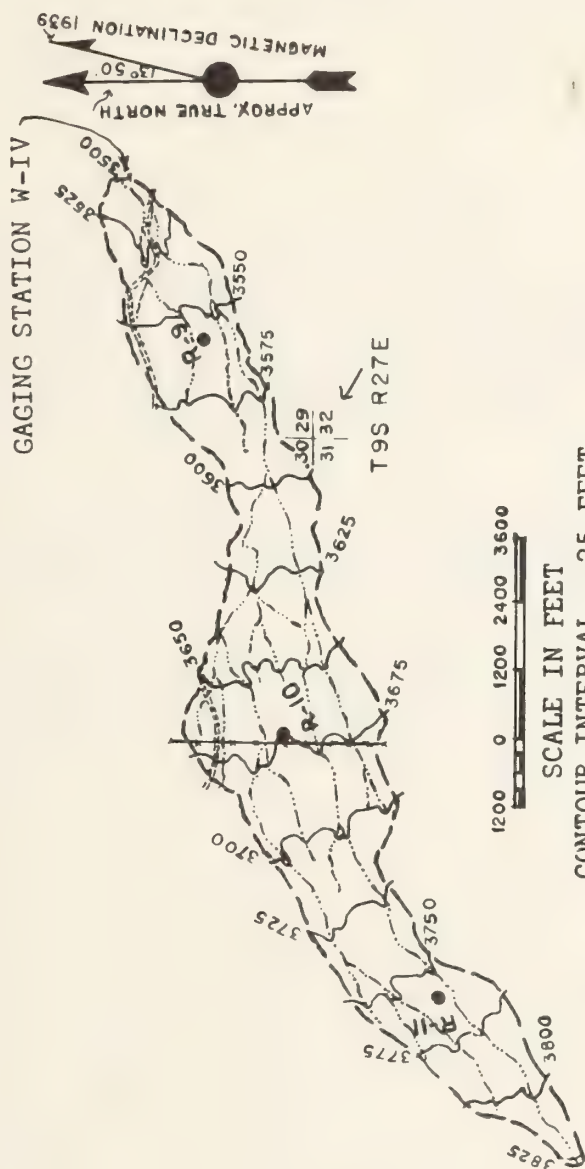 GAGING STATION W-IV
MAGNETIC DECLINATION 1939
13° 50'
APPROX. TRUE NORTH
3500
3625
3550
R-9
3575
30 29
31 32
T9S R27E
3600
3625
3650
R-10
3675
3700
3725
3750
R-11
3775
3800
3825
1200 0 1200 2400 3600
SCALE IN FEET
CONTOUR INTERVAL 25 FEET